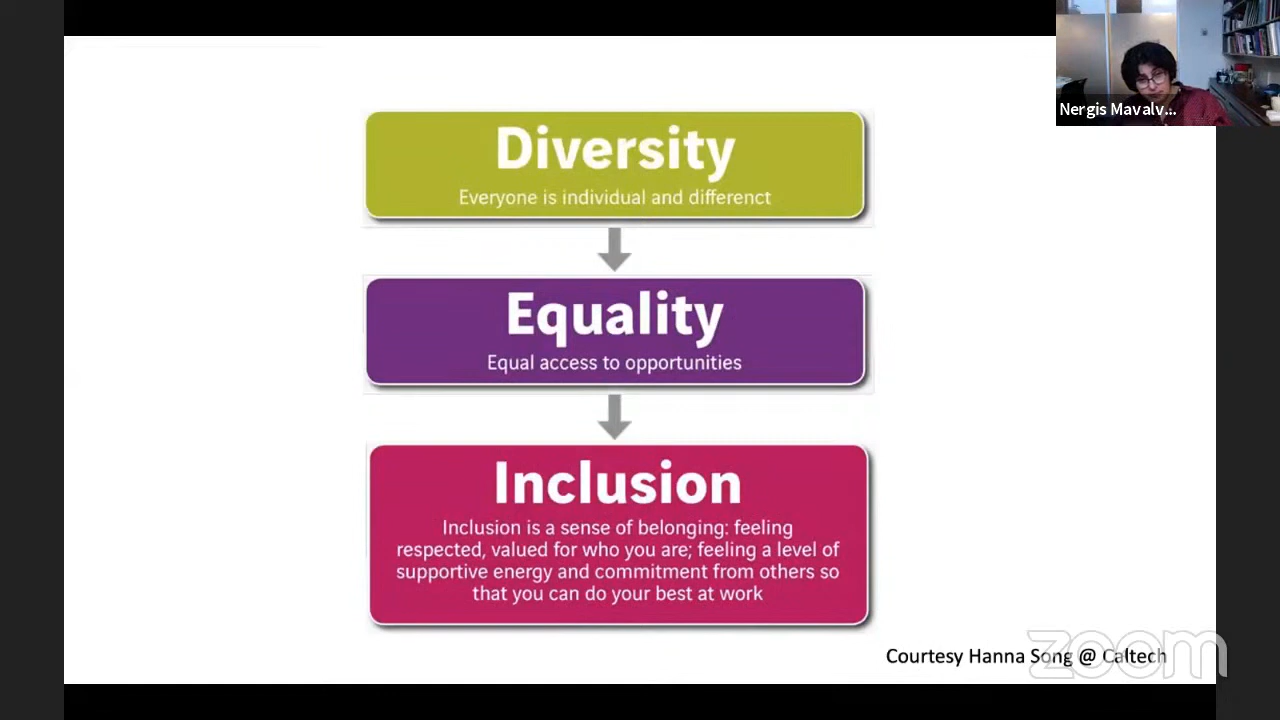 Nergis Mavalv...
Diversity
Everyone is individual and differenct
Equality
Equal access to opportunities
Inclusion
Inclusion is a sense of belonging: feeling
respected, valued for who you are; feeling a level of
supportive energy and commitment from others so
that you can do your best at work
Courtesy Hanna Song @ Caltech
zoom